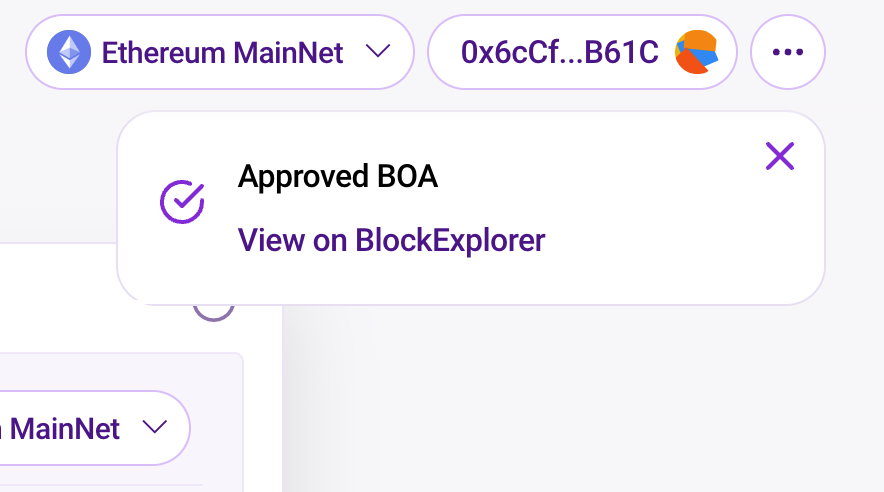 Ethereum MainNet
0x6cCf...B61C
Approved BOA
View on BlockExplorer
MainNet